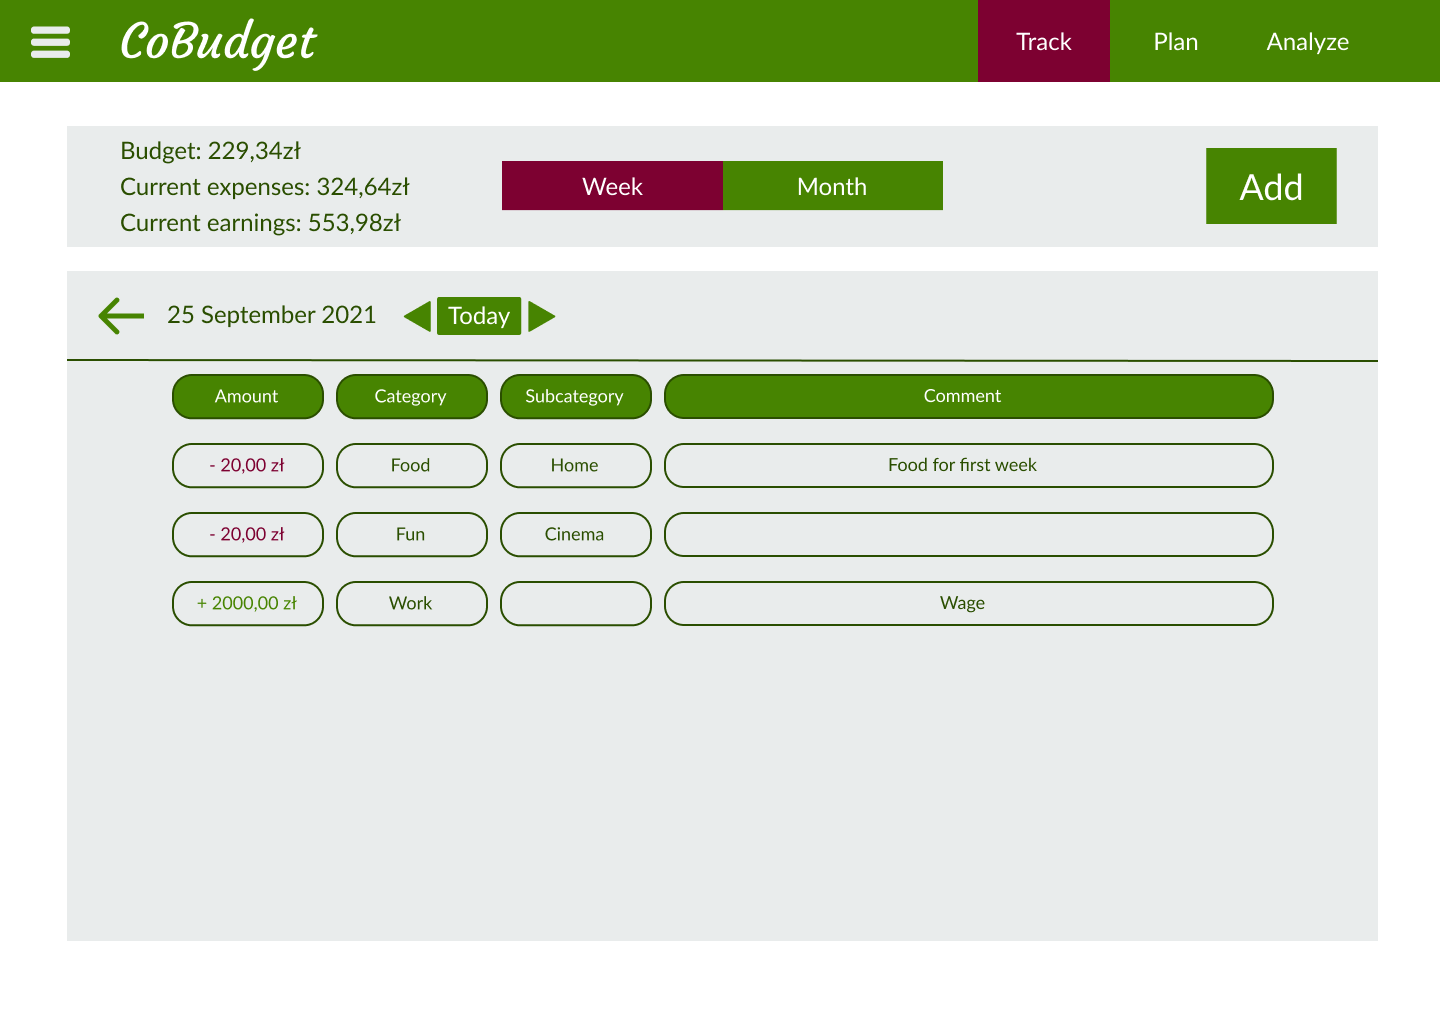 CoBudget Track Plan Analyze
Budget: 229,34zł
Current expenses: 324,64zł
Current earnings: 553,98zł
Week Month
Add
25 September 2021 Today
Amount Category Subcategory Comment
- 20,00 zł Food Home Food for first week
- 20,00 zł Fun Cinema
+ 2000,00 zł Work Wage